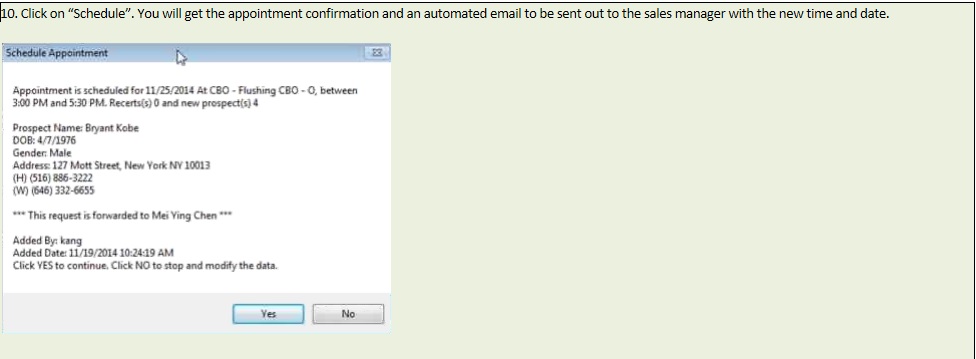 10. Click on “Schedule”. You will get the appointment confirmation and an automated email to be sent out to the sales manager with the new time and date.
Schedule Appointment
Appointment is scheduled for 11/25/2014 At CBO - Flushing CBO - O, between
3:00 PM and 5:30 PM. Recerts(s) 0 and new prospect(s) 4
Prospect Name: Bryant Kobe
DOB: 4/7/1976
Gender: Male
Address: 127 Mott Street, New York NY 10013
(H) (516) 886-3222
(W) (646) 332-6655
*** This request is forwarded to Mei Ying Chen ***
Added By: kang
Added Date: 11/19/2014 10:24:19 AM
Click YES to continue. Click NO to stop and modify the data.
Yes No